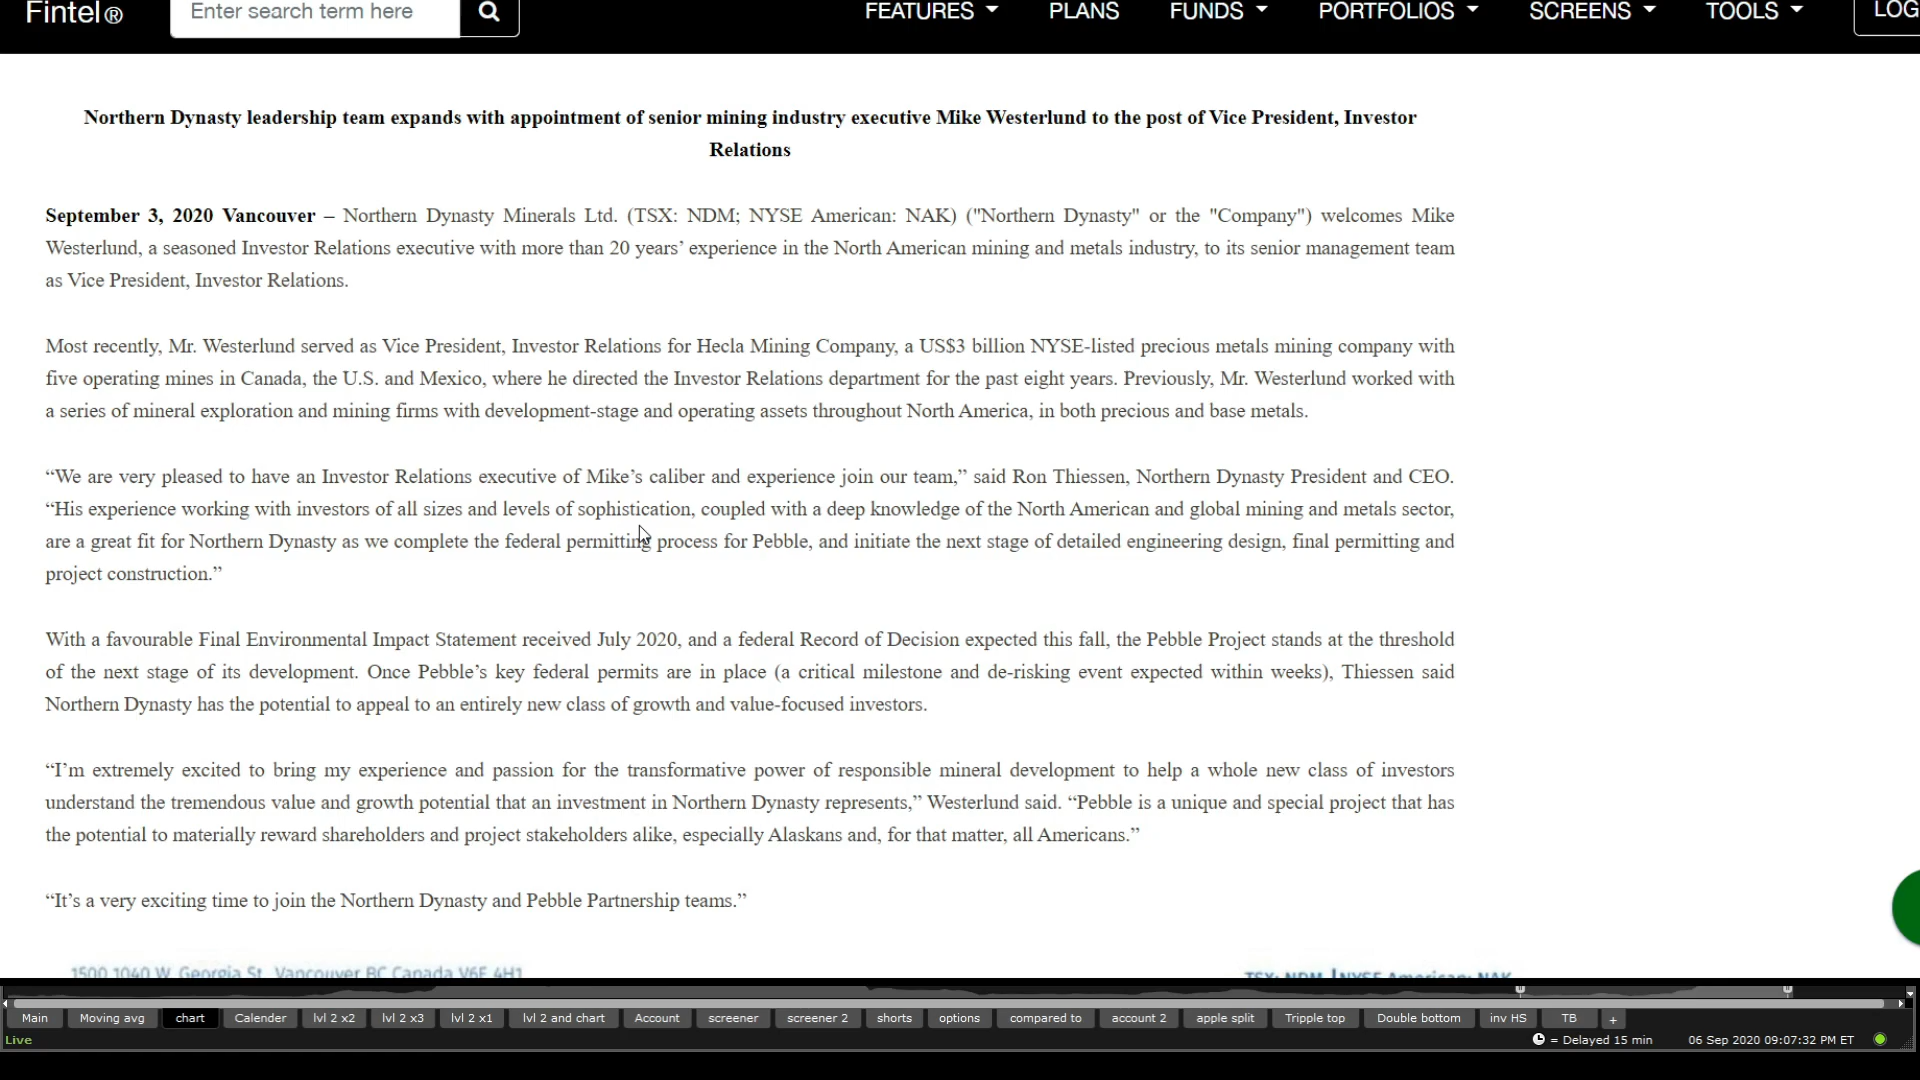 Fintel® Enter search term here FEATURES PLANS FUNDS PORTFOLIOS SCREENS TOOLS LOG
Northern Dynasty leadership team expands with appointment of senior mining industry executive Mike Westerlund to the post of Vice President, Investor
Relations
September 3, 2020 Vancouver – Northern Dynasty Minerals Ltd. (TSX: NDM; NYSE American: NAK) ("Northern Dynasty" or the "Company") welcomes Mike
Westerlund, a seasoned Investor Relations executive with more than 20 years’ experience in the North American mining and metals industry, to its senior management team
as Vice President, Investor Relations.
Most recently, Mr. Westerlund served as Vice President, Investor Relations for Hecla Mining Company, a US$3 billion NYSE-listed precious metals mining company with
five operating mines in Canada, the U.S. and Mexico, where he directed the Investor Relations department for the past eight years. Previously, Mr. Westerlund worked with
a series of mineral exploration and mining firms with development-stage and operating assets throughout North America, in both precious and base metals.
“We are very pleased to have an Investor Relations executive of Mike’s caliber and experience join our team,” said Ron Thiessen, Northern Dynasty President and CEO.
“His experience working with investors of all sizes and levels of sophistication, coupled with a deep knowledge of the North American and global mining and metals sector,
are a great fit for Northern Dynasty as we complete the federal permitting process for Pebble, and initiate the next stage of detailed engineering design, final permitting and
project construction.”
With a favourable Final Environmental Impact Statement received July 2020, and a federal Record of Decision expected this fall, the Pebble Project stands at the threshold
of the next stage of its development. Once Pebble’s key federal permits are in place (a critical milestone and de-risking event expected within weeks), Thiessen said
Northern Dynasty has the potential to appeal to an entirely new class of growth and value-focused investors.
“I’m extremely excited to bring my experience and passion for the transformative power of responsible mineral development to help a whole new class of investors
understand the tremendous value and growth potential that an investment in Northern Dynasty represents,” Westerlund said. “Pebble is a unique and special project that has
the potential to materially reward shareholders and project stakeholders alike, especially Alaskans and, for that matter, all Americans.”
“It’s a very exciting time to join the Northern Dynasty and Pebble Partnership teams.”
1500 1040 W. Georgia St. Vancouver BC Canada V6E 4H1 TSX: NDM | NYSE American: NAK
Main Moving avg chart Calender lvl 2 x2 lvl 2 x3 lvl 2 x1 lvl 2 and chart Account screener screener 2 shorts options compared to account 2 apple split Tripple top Double bottom inv HS TB +
Live = Delayed 15 min 06 Sep 2020 09:07:32 PM ET